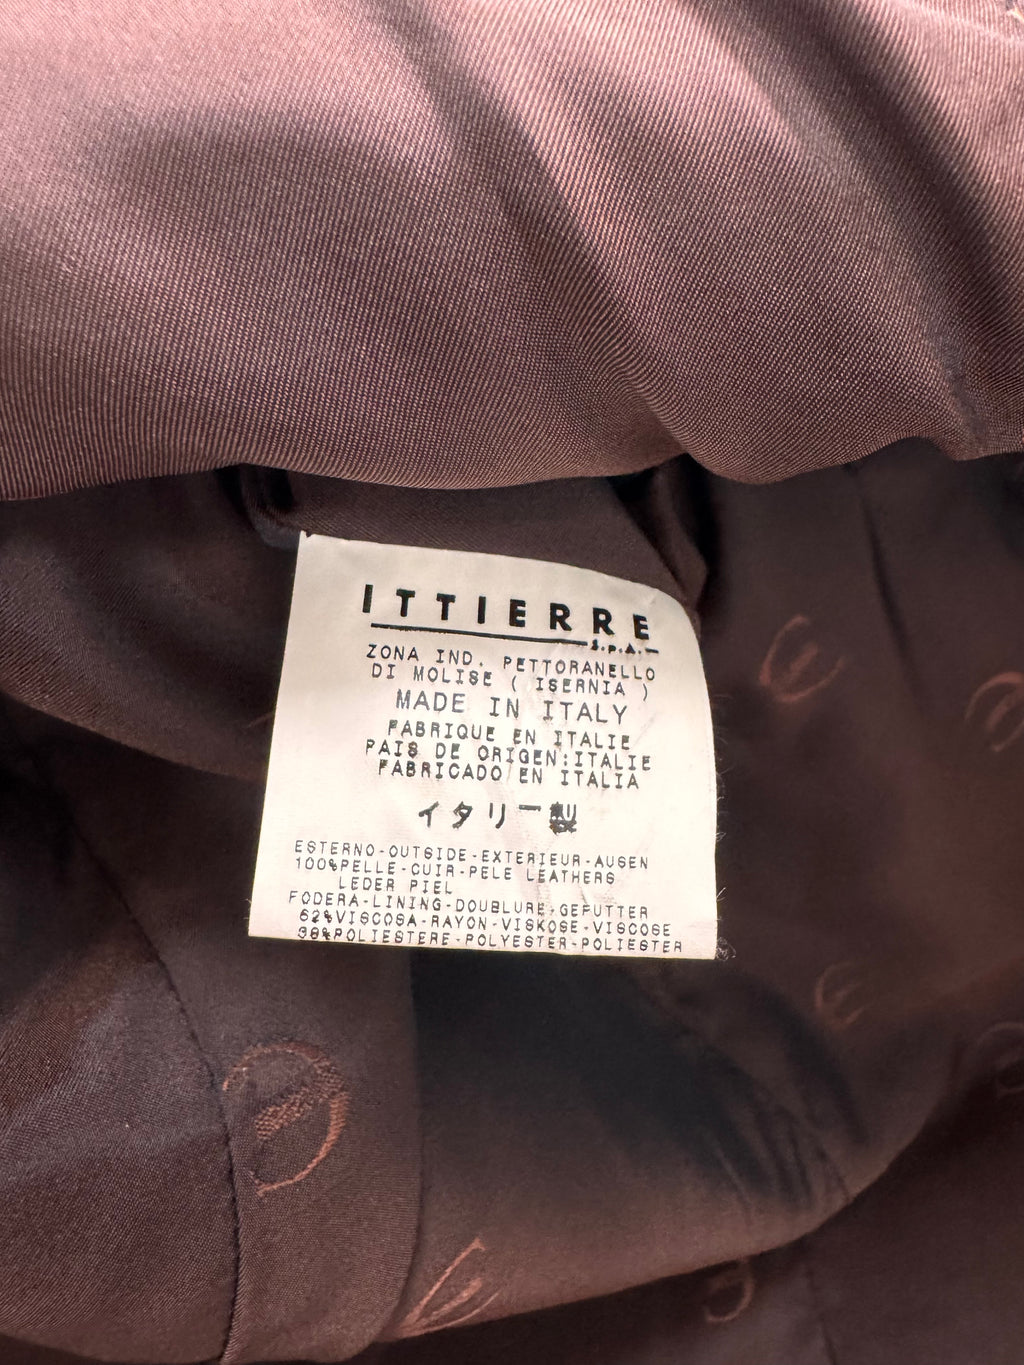 ITTIERRE
S.p.A.
ZONA IND. PETTORANELLO
DI MOLISE ( ISERNIA )
MADE IN ITALY
FABRIQUE EN ITALIE
PAIS DE ORIGEN:ITALIE
FABRICADO EN ITALIA
イタリー製
ESTERNO-OUTSIDE-EXTERIEUR-AUSEN
100%PELLE-CUIR-PELE LEATHERS
LEDER PIEL
FODERA-LINING-DOUBLURE-GEFUTTER
62%VISCOSA-RAYON-VISKOSE-VISCOSE
38%POLIESTERE-POLYESTER-POLIESTER